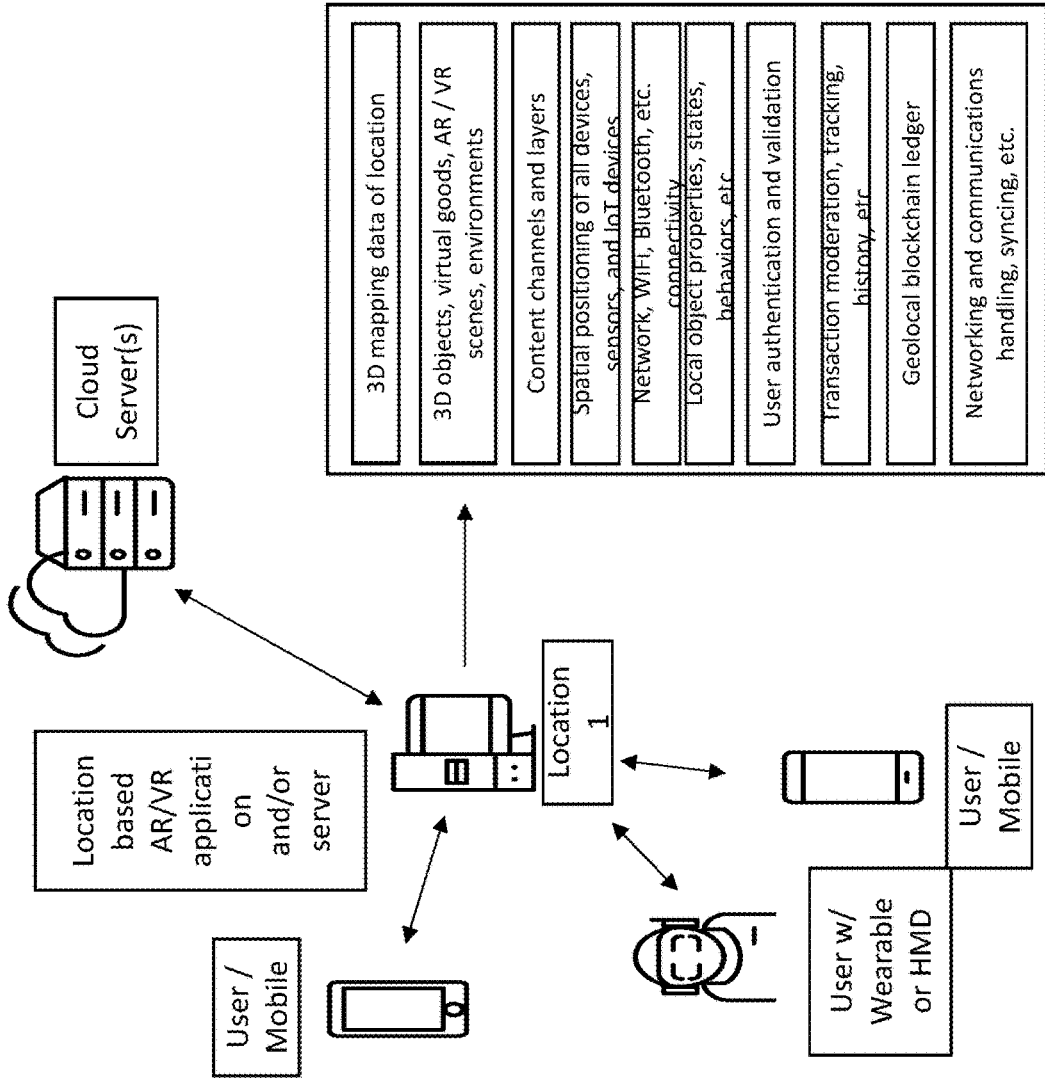 Location
based
AR/VR
applicati
on
and/or
server
Cloud
Server(s)
User /
Mobile
Location
1
User w/
Wearable
or HMD
User /
Mobile
3D mapping data of location
3D objects, virtual goods, AR / VR
scenes, environments
Content channels and layers
Spatial positioning of all devices,
sensors, and IoT devices
Network, WiFi, Bluetooth, etc.
connectivity
Local object properties, states,
behaviors, etc
User authentication and validation
Transaction moderation, tracking,
history, etc
Geolocal blockchain ledger
Networking and communications
handling, syncing, etc.